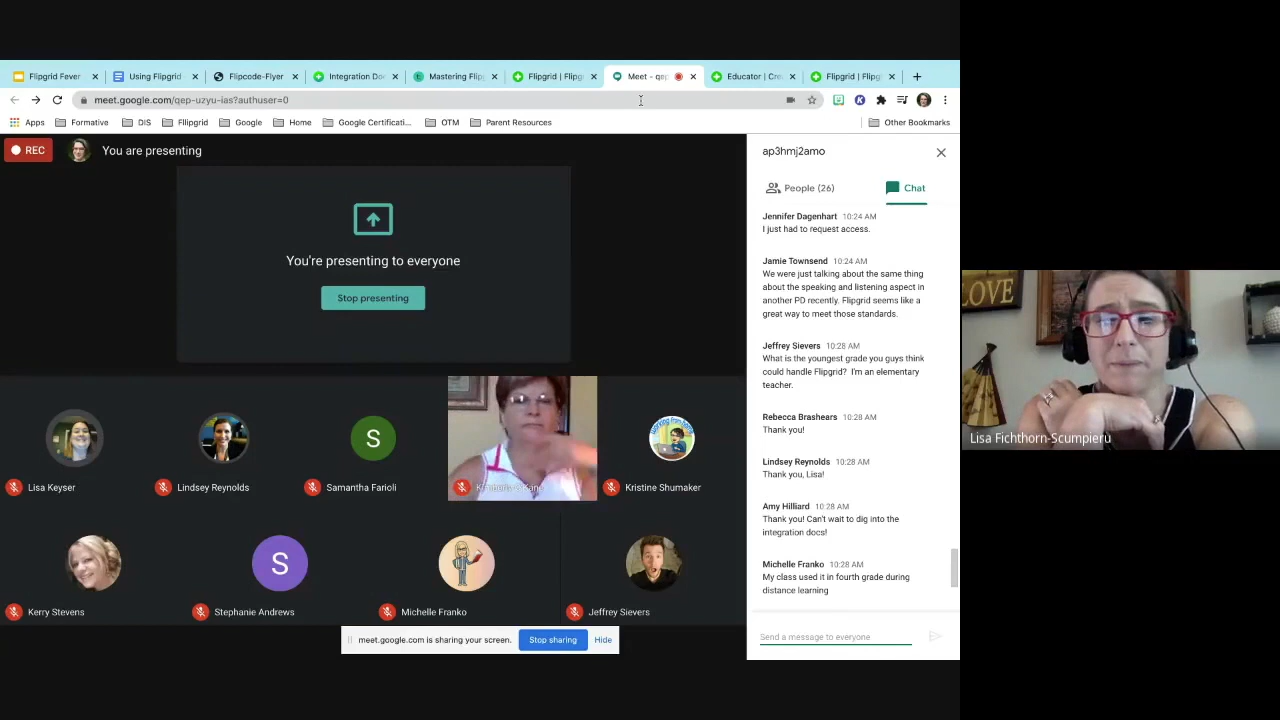 Flipgrid Fever
Using Flipgrid
Flipcode-Flyer
Integration Doc
Mastering Flipg
Flipgrid | Flipg
Meet - qep
Educator | Cre
Flipgrid | Flipg
meet.google.com/qep-uzyu-ias?authuser=0
Apps
Formative
DIS
Fllipgrid
Google
Home
Google Certificati...
OTM
Parent Resources
Other Bookmarks
REC
You are presenting
You're presenting to everyone
Stop presenting
Lisa Keyser
Lindsey Reynolds
S
Samantha Farioli
Kristine Shumaker
Kerry Stevens
S
Stephanie Andrews
Michelle Franko
Jeffrey Sievers
meet.google.com is sharing your screen.
Stop sharing
Hide
ap3hmj2amo
People (26)
Chat
Jennifer Dagenhart 10:24 AM
I just had to request access.
Jamie Townsend 10:24 AM
We were just talking about the same thing
about the speaking and listening aspect in
another PD recently. Flipgrid seems like a
great way to meet those standards.
Jeffrey Sievers 10:28 AM
What is the youngest grade you guys think
could handle Flipgrid? I'm an elementary
teacher.
Rebecca Brashears 10:28 AM
Thank you!
Lindsey Reynolds 10:28 AM
Thank you, Lisa!
Amy Hilliard 10:28 AM
Thank you! Can't wait to dig into the
integration docs!
Michelle Franko 10:28 AM
My class used it in fourth grade during
distance learning
Send a message to everyone
LOVE
Lisa Fichthorn-Scumpieru